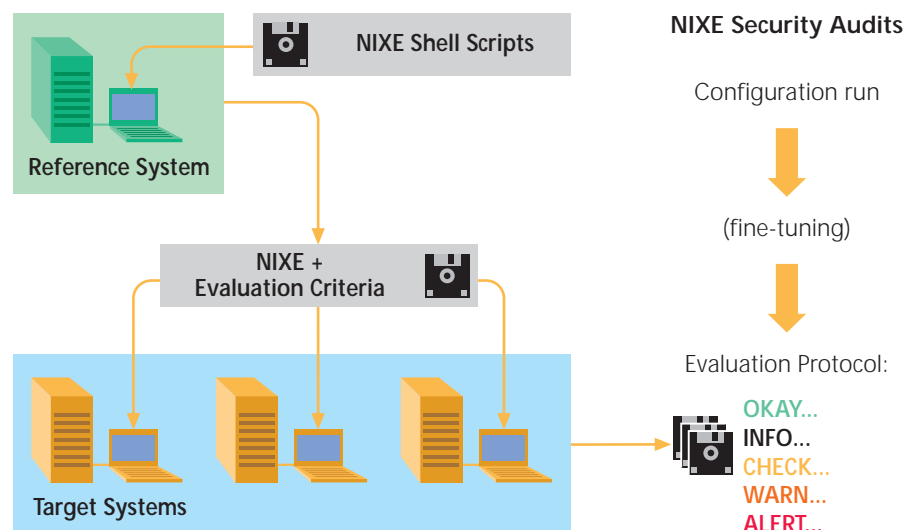 NIXE Shell Scripts
Reference System
NIXE +
Evaluation Criteria
Target Systems
NIXE Security Audits
Configuration run
(fine-tuning)
Evaluation Protocol:
OKAY...
INFO...
CHECK...
WARN...
ALERT...